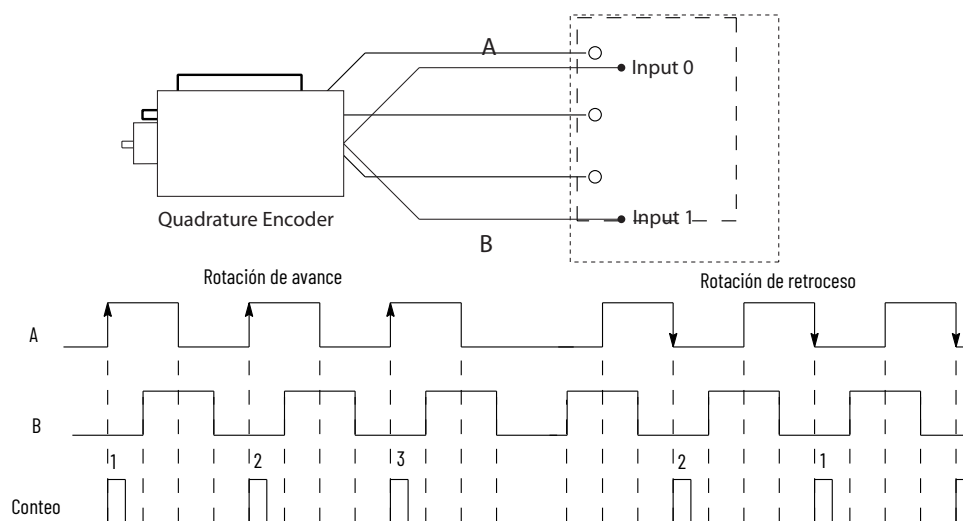 A
Input 0
Quadrature Encoder
Input 1
B
Rotación de avance
Rotación de retroceso
A
B
1 2 3 2 1
Conteo